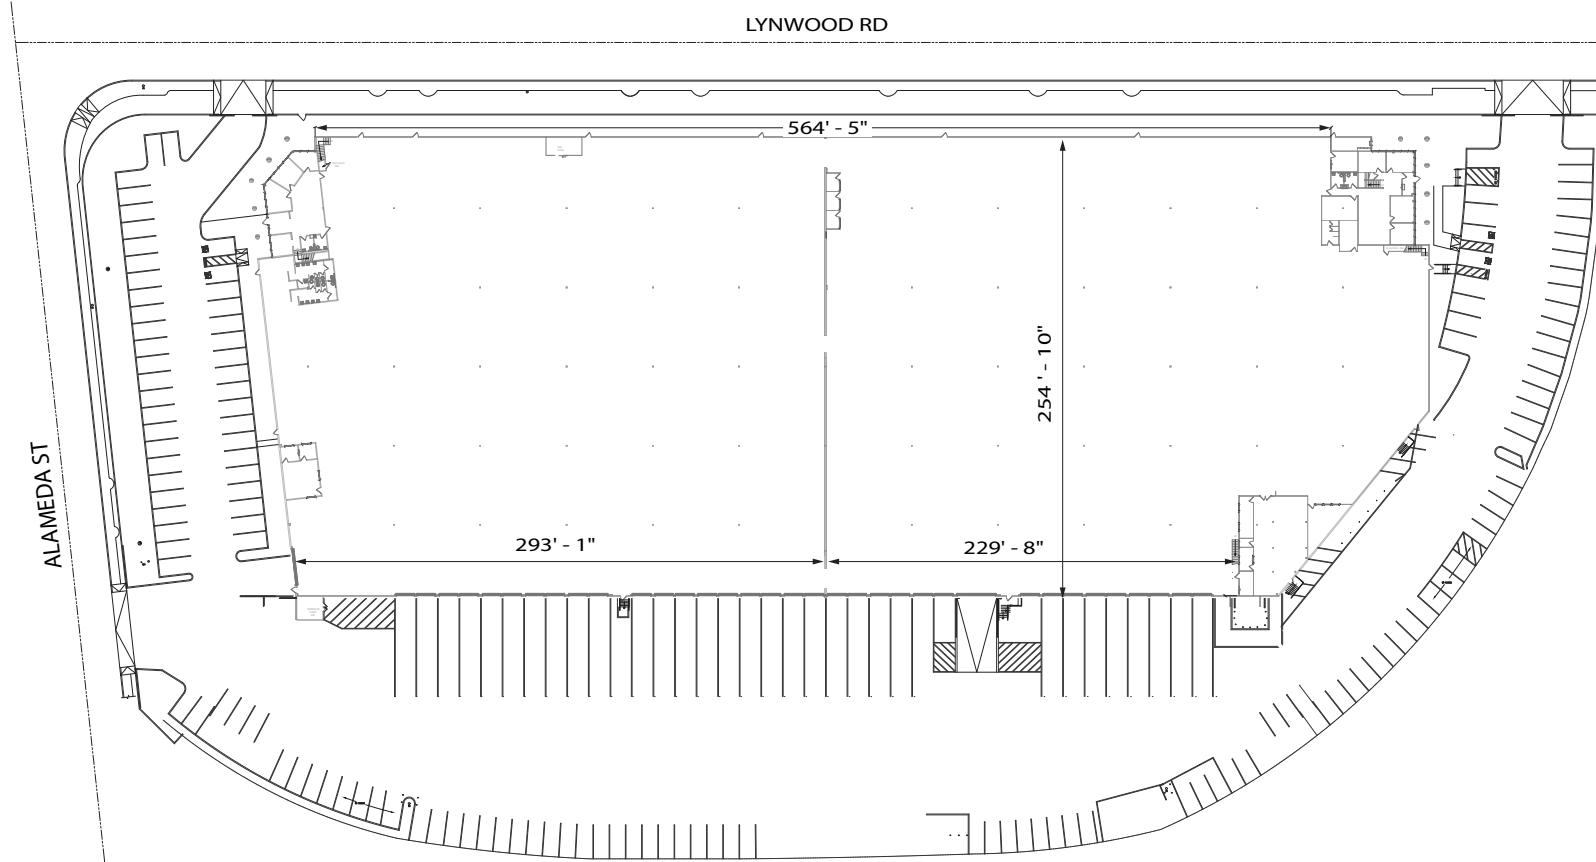 LYNWOOD RD
564' - 5"
254 ' - 10"
ALAMEDA ST
293' - 1"
229' - 8"